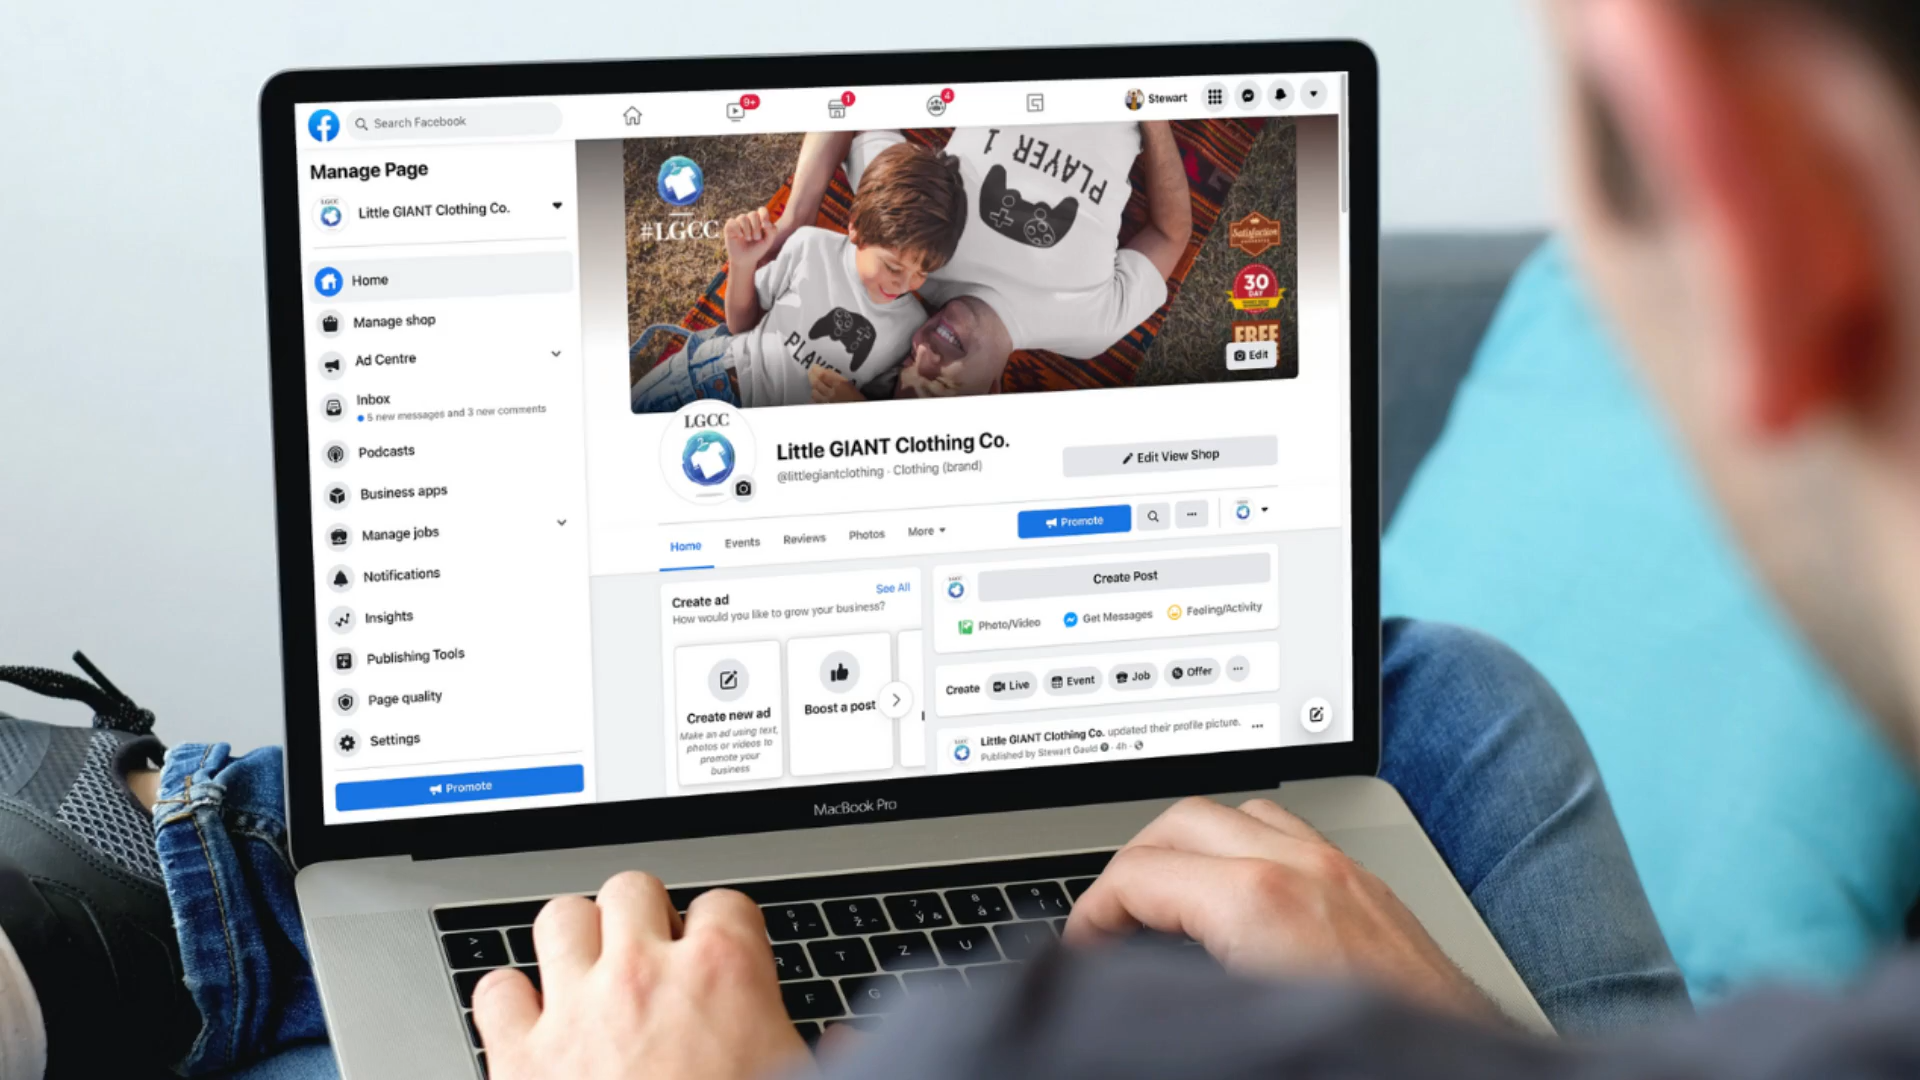 Search Facebook
9+
1
4
Stewart
Manage Page
LGCC
Little GIANT Clothing Co.
Home
Manage shop
Ad Centre
Inbox
5 new messages and 3 new comments
Podcasts
Business apps
Manage jobs
Notifications
Insights
Publishing Tools
Page quality
Settings
Promote
#LGCC
PLAYER 1
Satisfaction
30
DAY
FREE
Edit
LGCC
Little GIANT Clothing Co.
@littlegiantclothing · Clothing (brand)
Edit View Shop
Home
Events
Reviews
Photos
More
Promote
Create ad
See All
How would you like to grow your business?
Create new ad
Make an ad using text,
photos or videos to
promote your
business
Boost a post
Create Post
Photo/Video
Get Messages
Feeling/Activity
Create
Live
Event
Job
Offer
Little GIANT Clothing Co. updated their profile picture.
Published by Stewart Gauld · 4h ·
MacBook Pro
T
Z
U
F
G